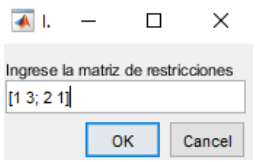 I.
Ingrese la matriz de restricciones
[1 3; 2 1]
OK Cancel